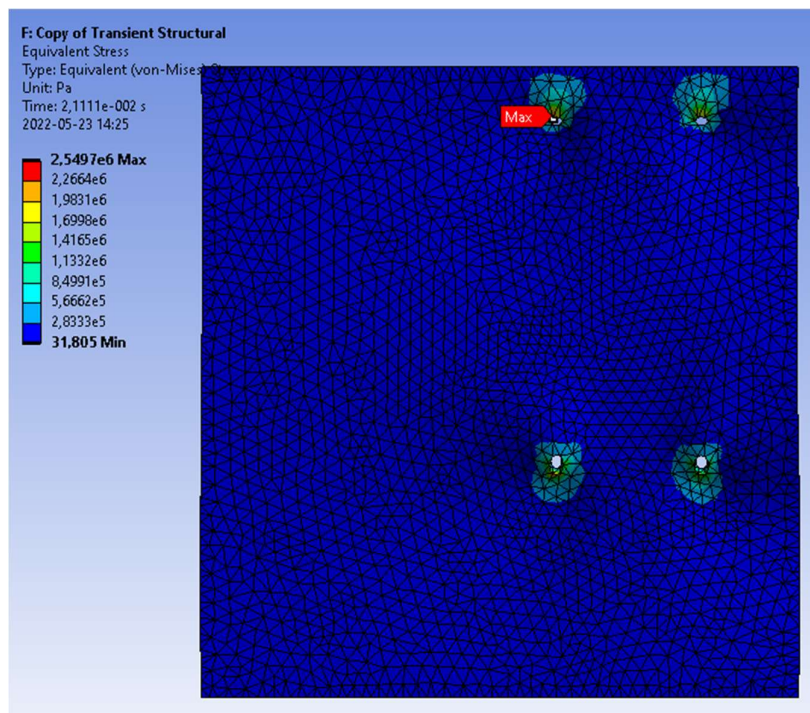 F: Copy of Transient Structural
Equivalent Stress
Type: Equivalent (von-Mises)
Unit: Pa
Time: 2,1111e-002 s
2022-05-23 14:25
2,5497e6 Max
2,2664e6
1,9831e6
1,6998e6
1,4165e6
1,1332e6
8,4991e5
5,6662e5
2,8333e5
31,805 Min
Max